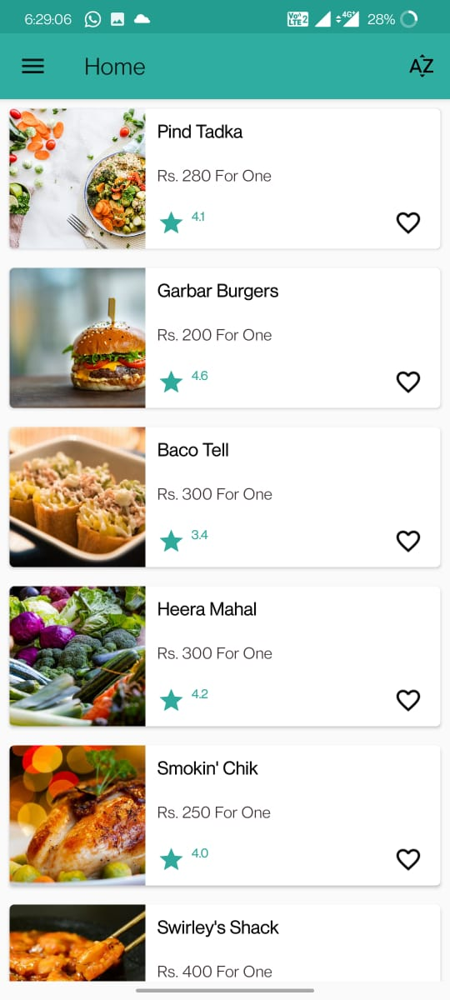 6:29:06 Vo) LTE 2 4G+ 28%
Home AZ
Pind Tadka
Rs. 280 For One
4.1
Garbar Burgers
Rs. 200 For One
4.6
Baco Tell
Rs. 300 For One
3.4
Heera Mahal
Rs. 300 For One
4.2
Smokin' Chik
Rs. 250 For One
4.0
Swirley's Shack
Rs. 400 For One